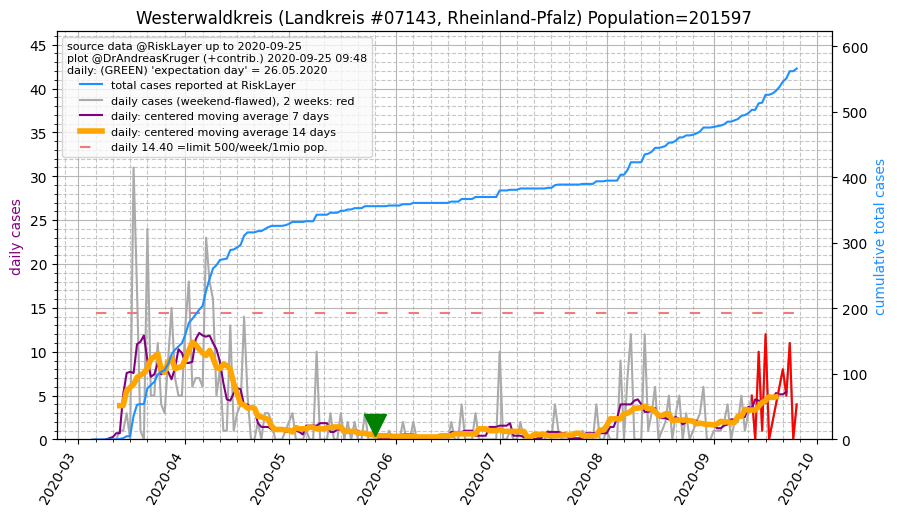 Westerwaldkreis (Landkreis #07143, Rheinland-Pfalz) Population=201597
source data @RiskLayer up to 2020-09-25
plot @DrAndreasKruger (+contrib.) 2020-09-25 09:48
daily: (GREEN) 'expectation day' = 26.05.2020
total cases reported at RiskLayer
daily cases (weekend-flawed), 2 weeks: red
daily: centered moving average 7 days
daily: centered moving average 14 days
daily 14.40 =limit 500/week/1mio pop.
daily cases
45
40
35
30
25
20
15
10
5
0
600
500
400
300
200
100
0
cumulative total cases
2020-03
2020-04
2020-05
2020-06
2020-07
2020-08
2020-09
2020-10